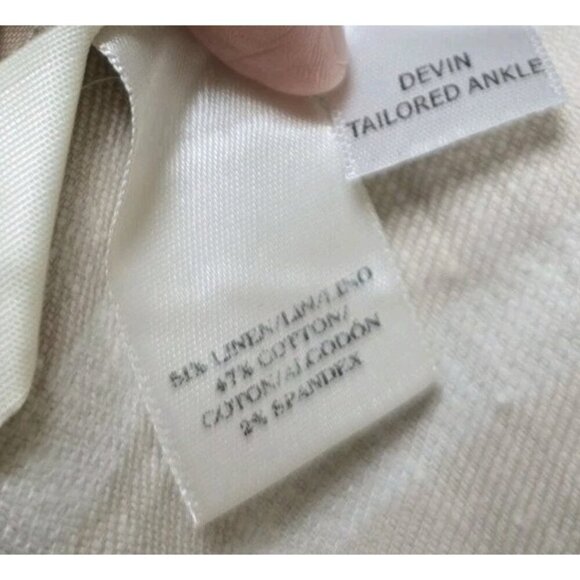 DEVIN
TAILORED ANKLE
51% LINEN/LIN/LINO
47% COTTON/
COTON/ALGODÓN
2% SPANDEX